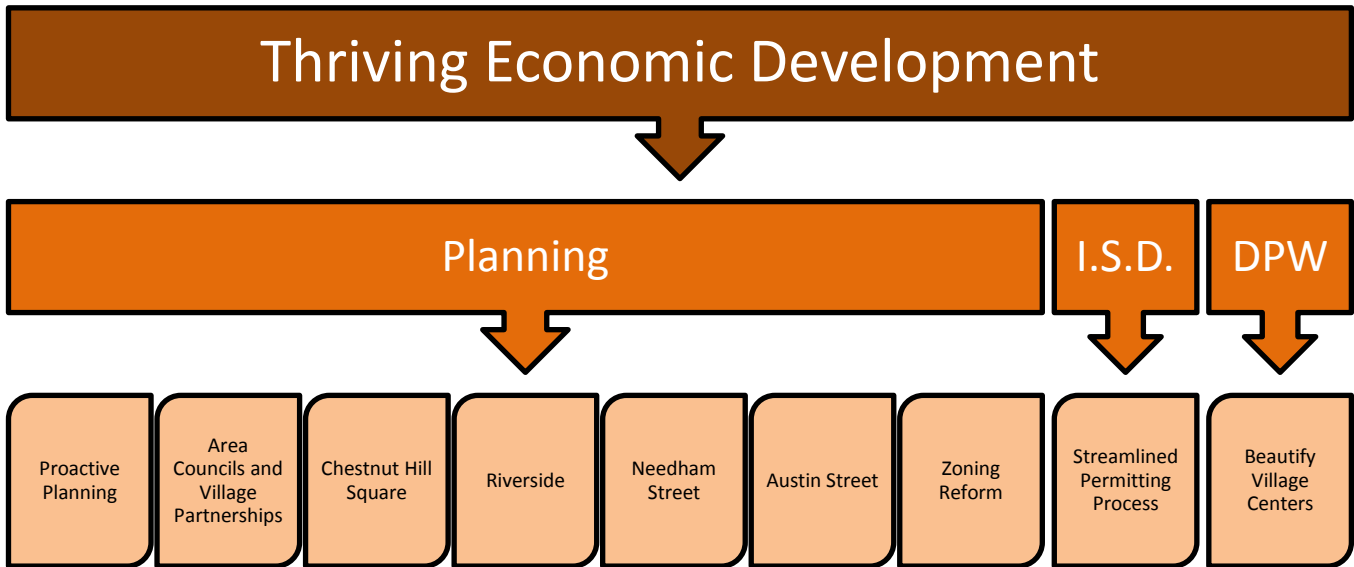 Thriving Economic Development
Planning
I.S.D.
DPW
Proactive
Planning
Area
Councils and
Village
Partnerships
Chestnut Hill
Square
Riverside
Needham
Street
Austin Street
Zoning
Reform
Streamlined
Permitting
Process
Beautify
Village
Centers